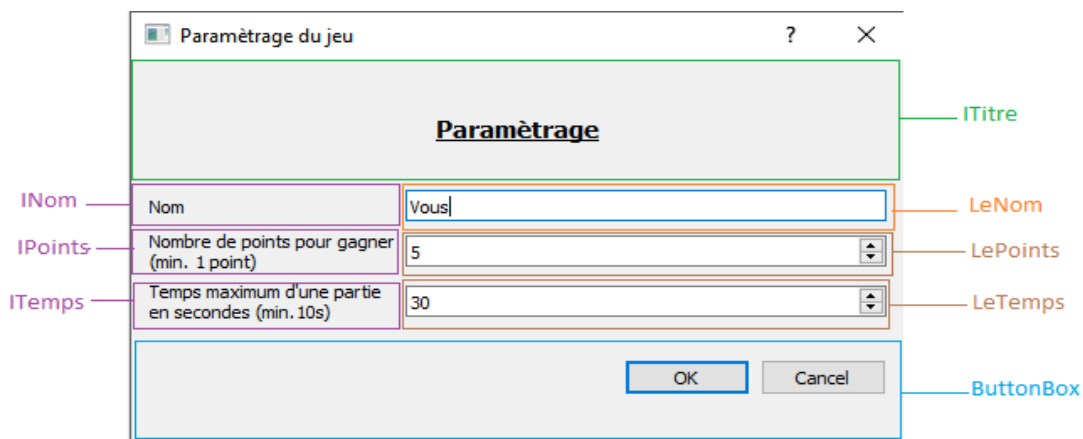 Paramètrage du jeu
?
Paramètrage
lTitre
lNom
Nom
Vous
LeNom
lPoints
Nombre de points pour gagner
(min. 1 point)
5
LePoints
lTemps
Temps maximum d'une partie
en secondes (min. 10s)
30
LeTemps
OK
Cancel
ButtonBox